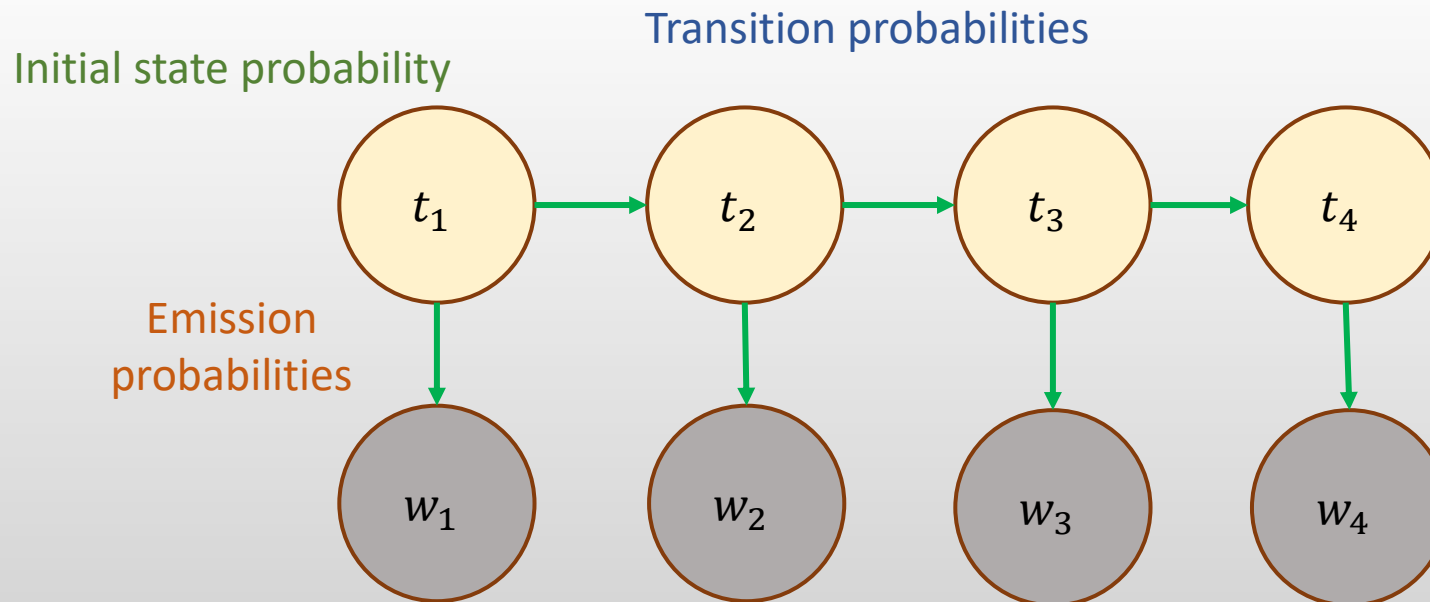 Transition probabilities
Initial state probability
t₁ t₂ t₃ t₄
Emission
probabilities
w₁ w₂ w₃ w₄